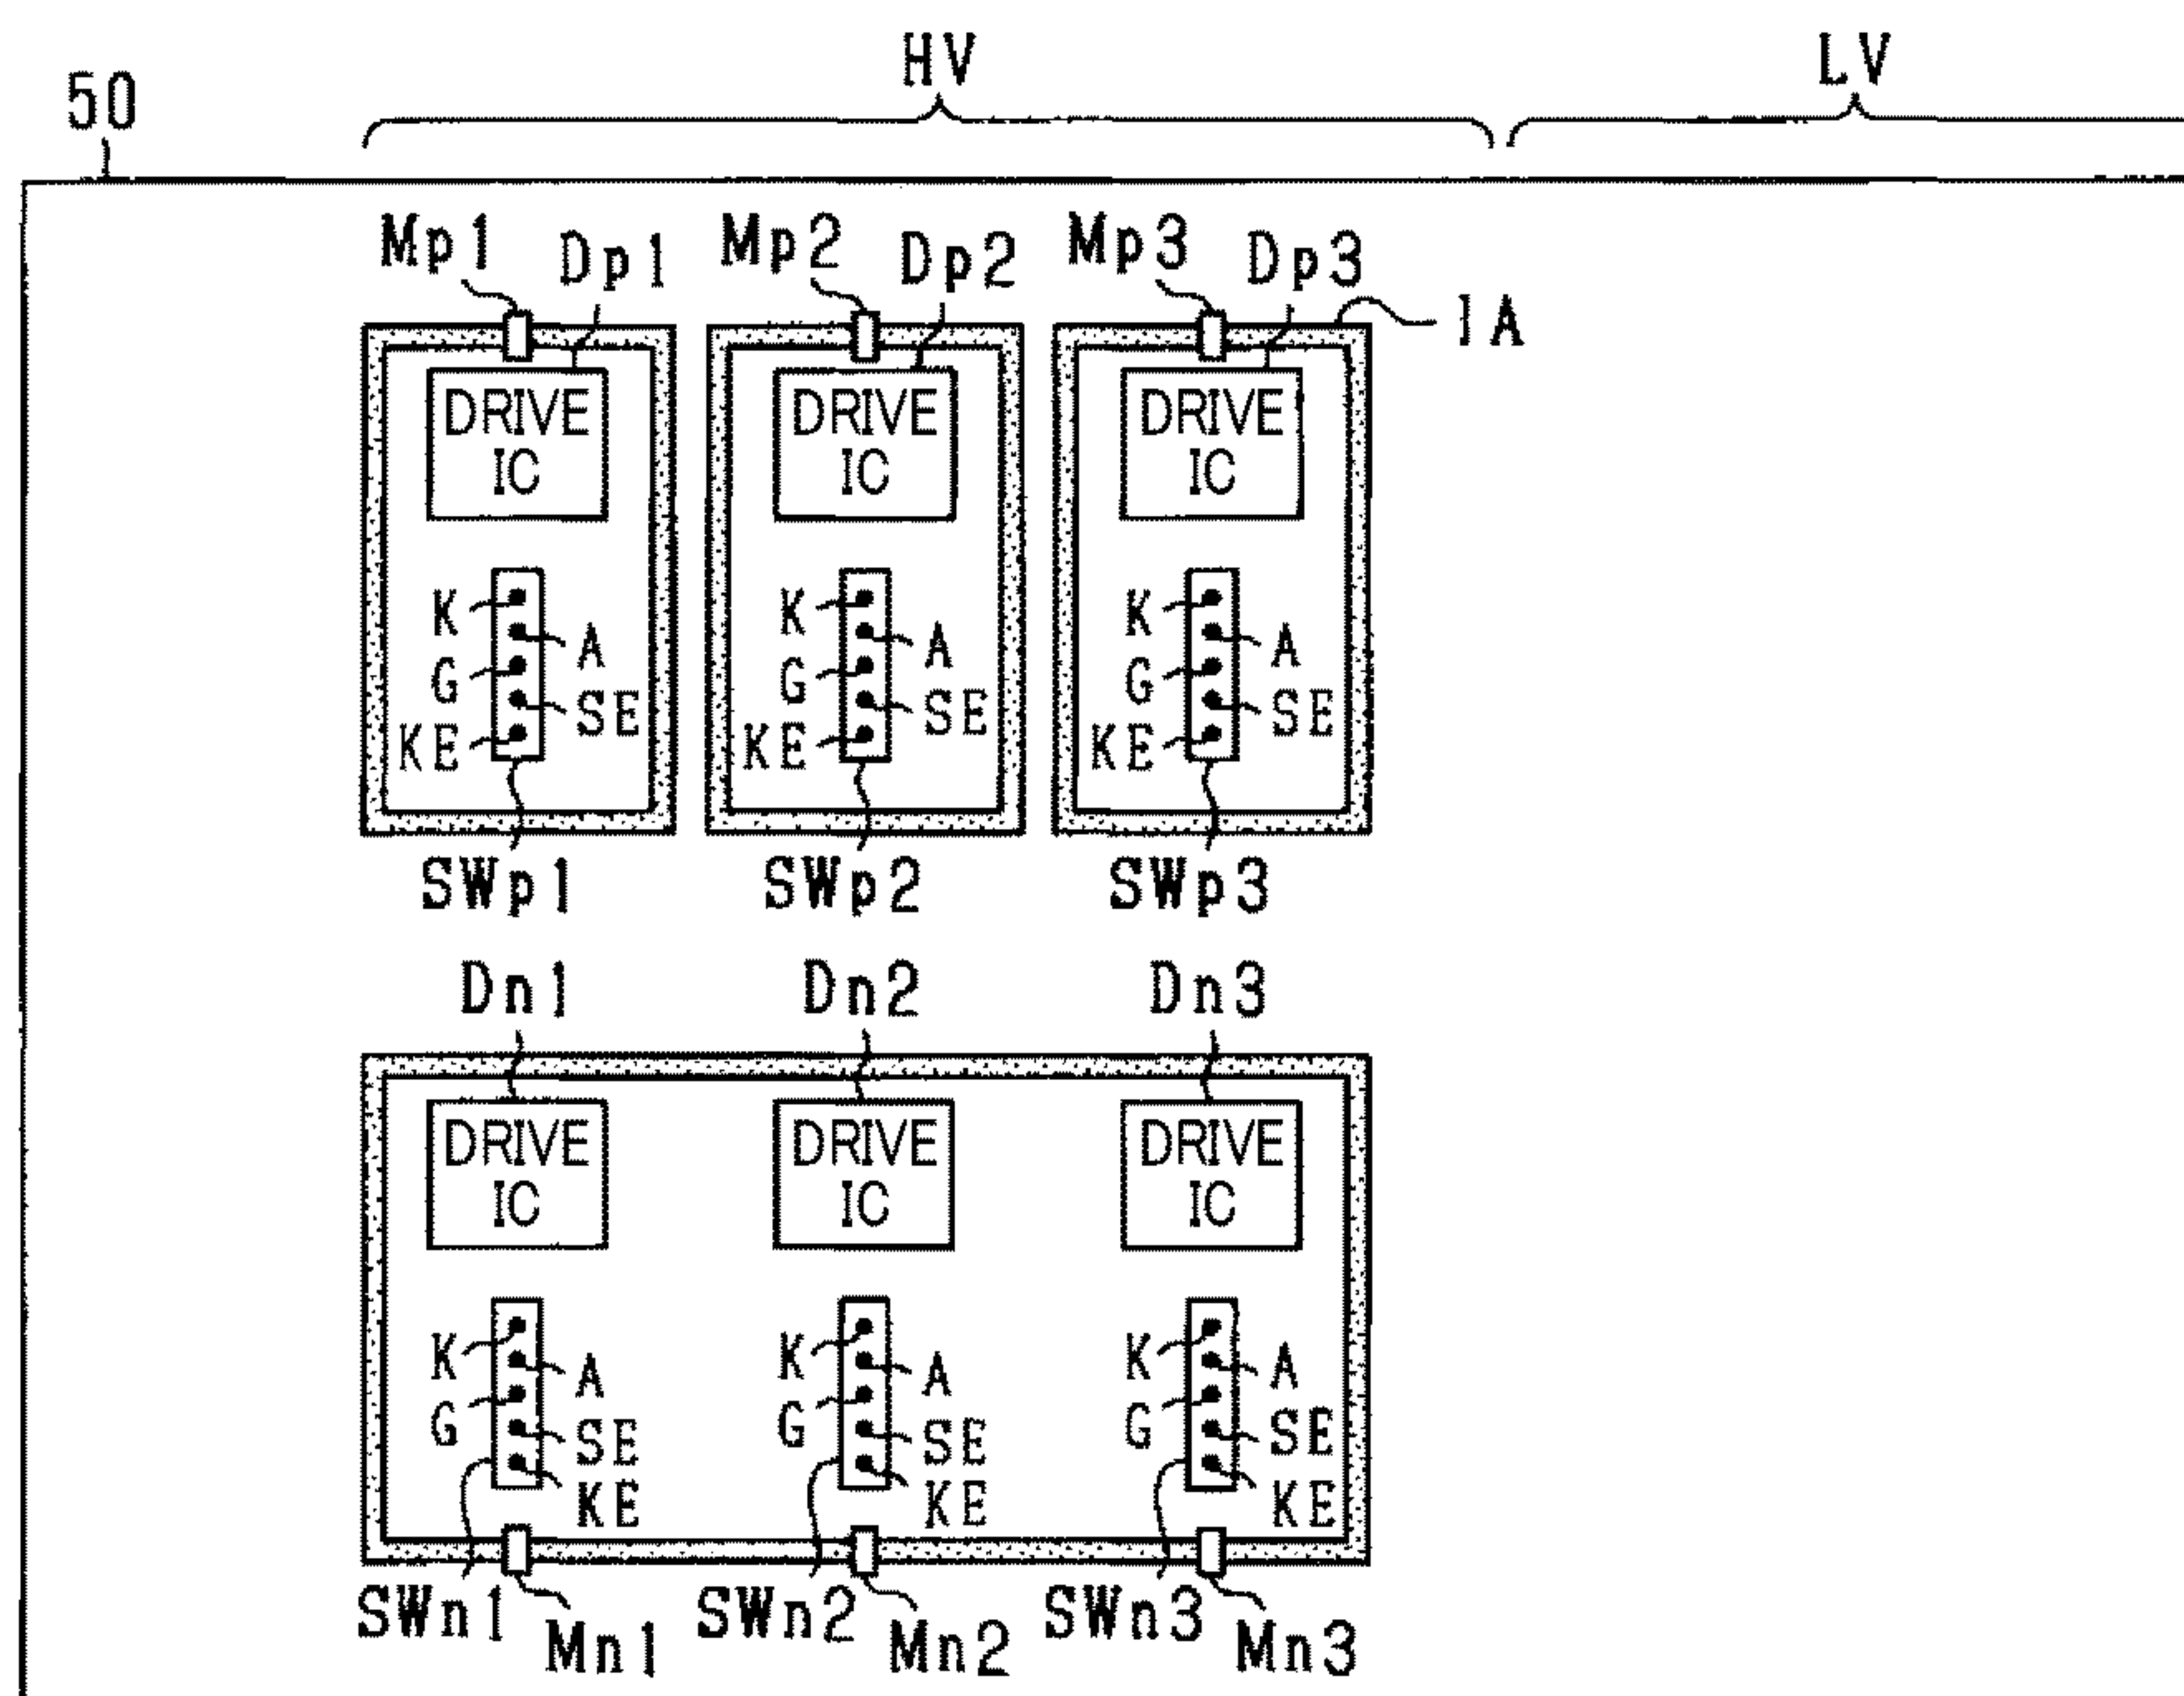 HV
LV
50
Mp1
Dp1
Mp2
Dp2
Mp3
Dp3
1A
DRIVE
IC
DRIVE
IC
DRIVE
IC
K
A
G
SE
KE
K
A
G
SE
KE
K
A
G
SE
KE
SWp1
SWp2
SWp3
Dn1
Dn2
Dn3
DRIVE
IC
DRIVE
IC
DRIVE
IC
K
A
G
SE
KE
K
A
G
SE
KE
K
A
G
SE
KE
SWn1
Mn1
SWn2
Mn2
SWn3
Mn3